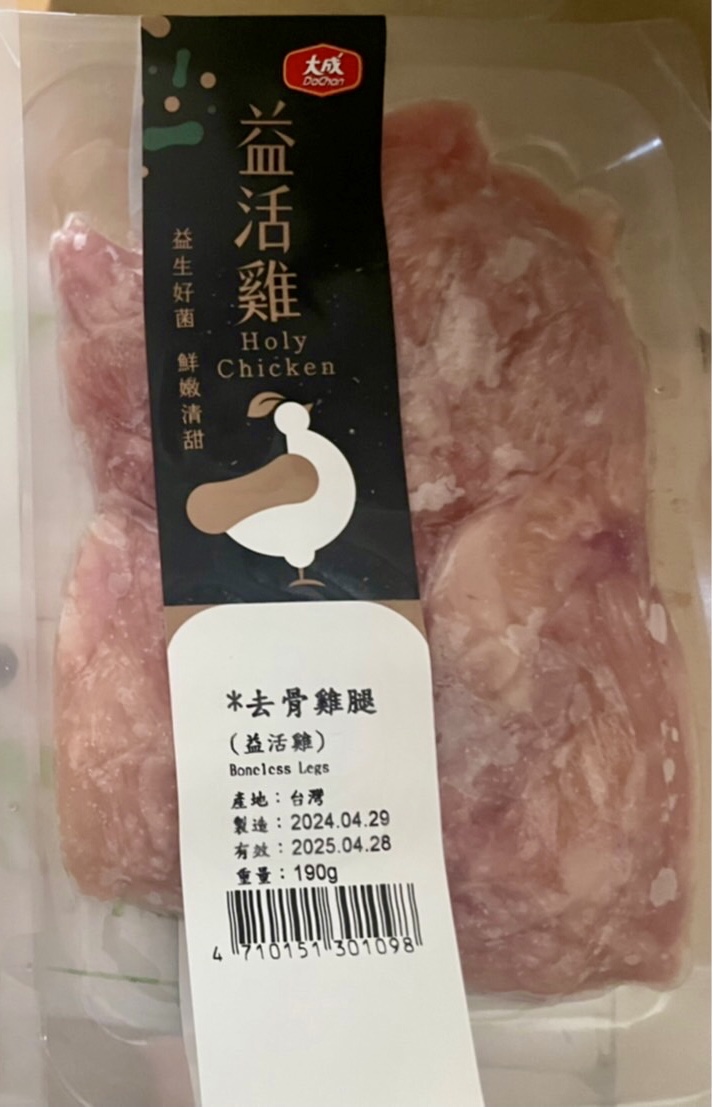 大成
DaChan
益活雞
Holy
Chicken
益生好菌 鮮嫩清甜
*去骨雞腿
(益活雞)
Boneless Legs
產地：台灣
製造：2024.04.29
有效：2025.04.28
重量：190g
4 710151 301098